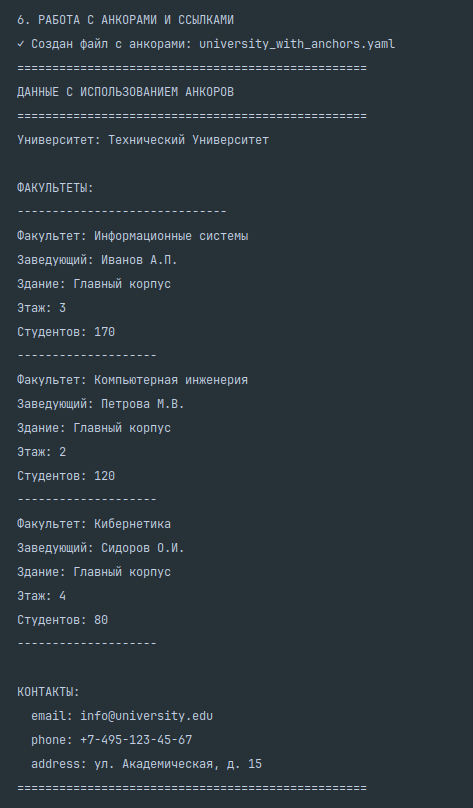 6. РАБОТА С АНКОРАМИ И ССЫЛКАМИ
✓ Создан файл с анкорами: university_with_anchors.yaml
==================================================
ДАННЫЕ С ИСПОЛЬЗОВАНИЕМ АНКОРОВ
==================================================
Университет: Технический Университет
ФАКУЛЬТЕТЫ:
------------------------------
Факультет: Информационные системы
Заведующий: Иванов А.П.
Здание: Главный корпус
Этаж: 3
Студентов: 170
--------------------
Факультет: Компьютерная инженерия
Заведующий: Петрова М.В.
Здание: Главный корпус
Этаж: 2
Студентов: 120
--------------------
Факультет: Кибернетика
Заведующий: Сидоров О.И.
Здание: Главный корпус
Этаж: 4
Студентов: 80
--------------------
КОНТАКТЫ:
  email: info@university.edu
  phone: +7-495-123-45-67
  address: ул. Академическая, д. 15
==================================================